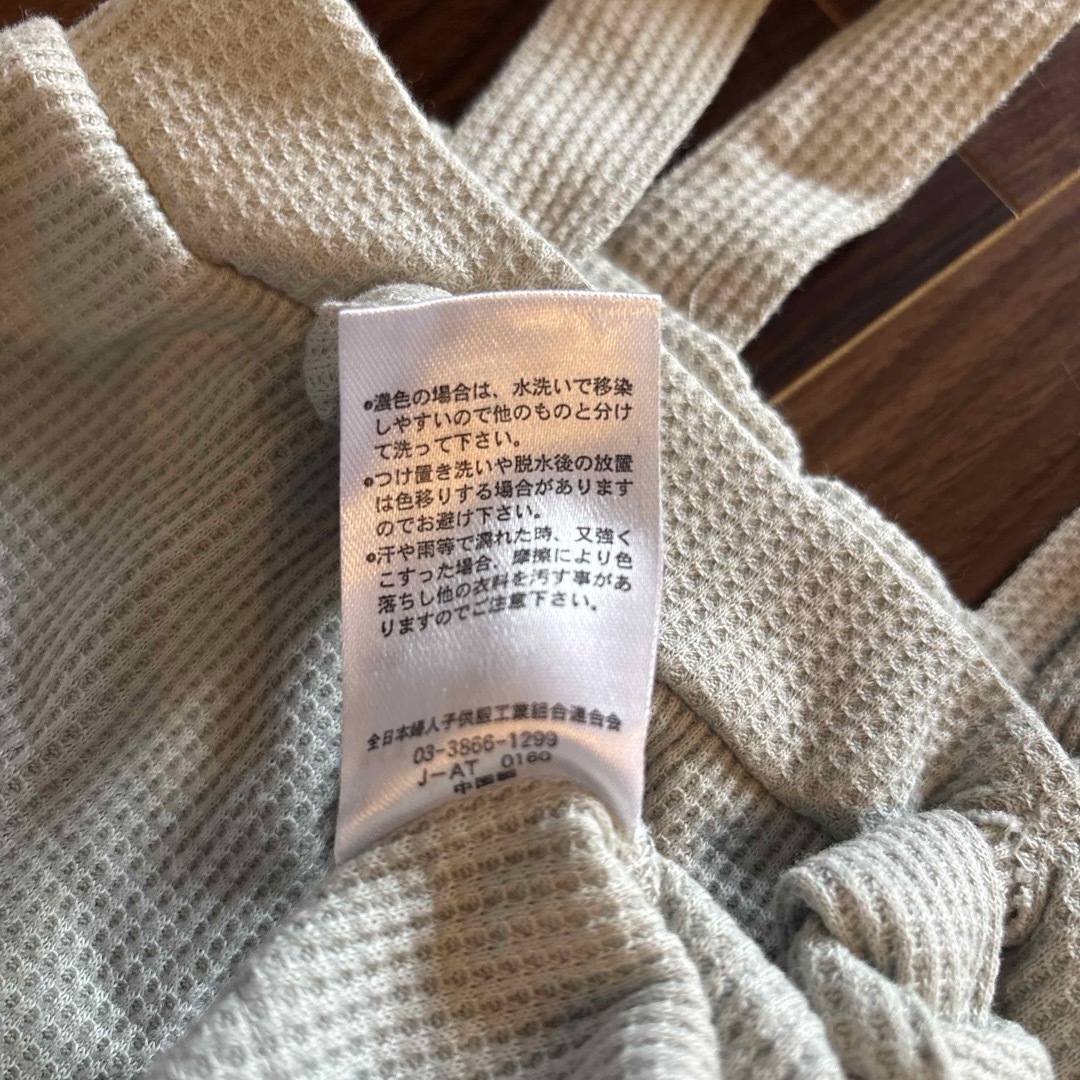 ●濃色の場合は、水洗いで移染
しやすいので他のものと分け
て洗って下さい。
●つけ置き洗いや脱水後の放置
は色移りする場合があります
のでお避け下さい。
●汗や雨等で濡れた時、又強く
こすった場合、摩擦により色
落ちし他の衣料を汚す事があ
りますのでご注意下さい。
全日本婦人子供服工業組合連合会
03-3866-1299
J-AT 0160
中国製